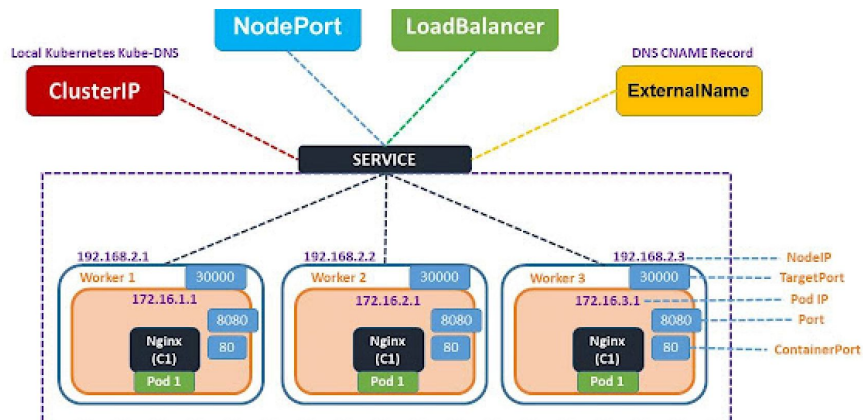 NodePort
LoadBalancer
Local Kubernetes Kube-DNS
ClusterIP
DNS CNAME Record
ExternalName
SERVICE
192.168.2.1
192.168.2.2
192.168.2.3
NodeIP
Worker 1
30000
Worker 2
30000
Worker 3
30000
TargetPort
172.16.1.1
172.16.2.1
172.16.3.1
Pod IP
8080
8080
8080
Port
Nginx
(C1)
80
Nginx
(C1)
80
Nginx
(C1)
80
ContainerPort
Pod 1
Pod 1
Pod 1